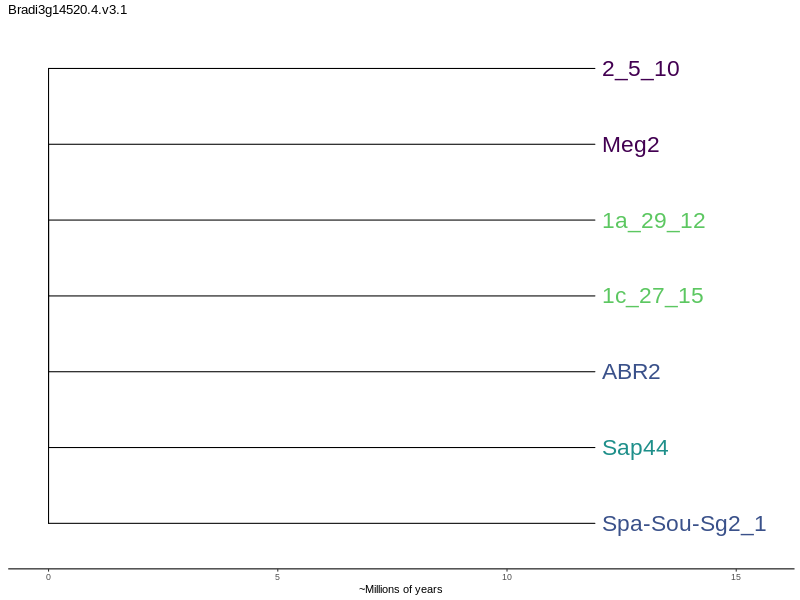 Bradi3g14520.4.v3.1
2_5_10
Meg2
1a_29_12
1c_27_15
ABR2
Sap44
Spa-Sou-Sg2_1
0 5 10 15
~Millions of years